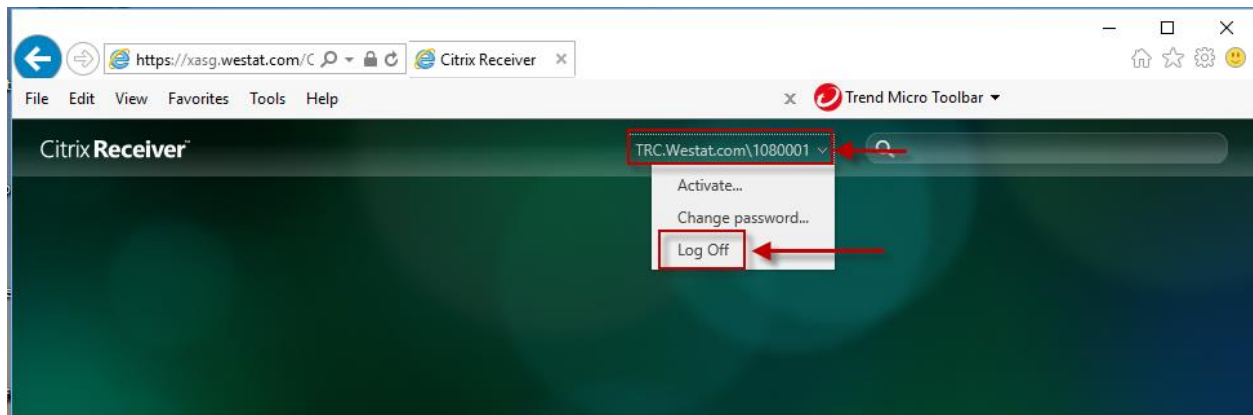 https://xasg.westat.com/C
Citrix Receiver
File Edit View Favorites Tools Help
Trend Micro Toolbar
Citrix Receiver™
TRC.Westat.com\1080001
Activate...
Change password...
Log Off